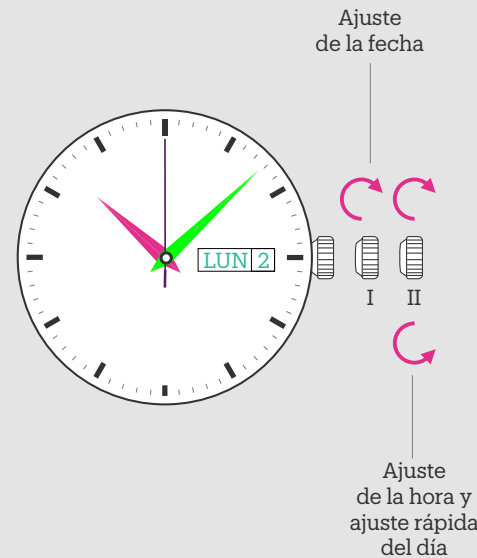 Ajuste
de la fecha
LUN 2
I II
Ajuste
de la hora y
ajuste rápida
del día